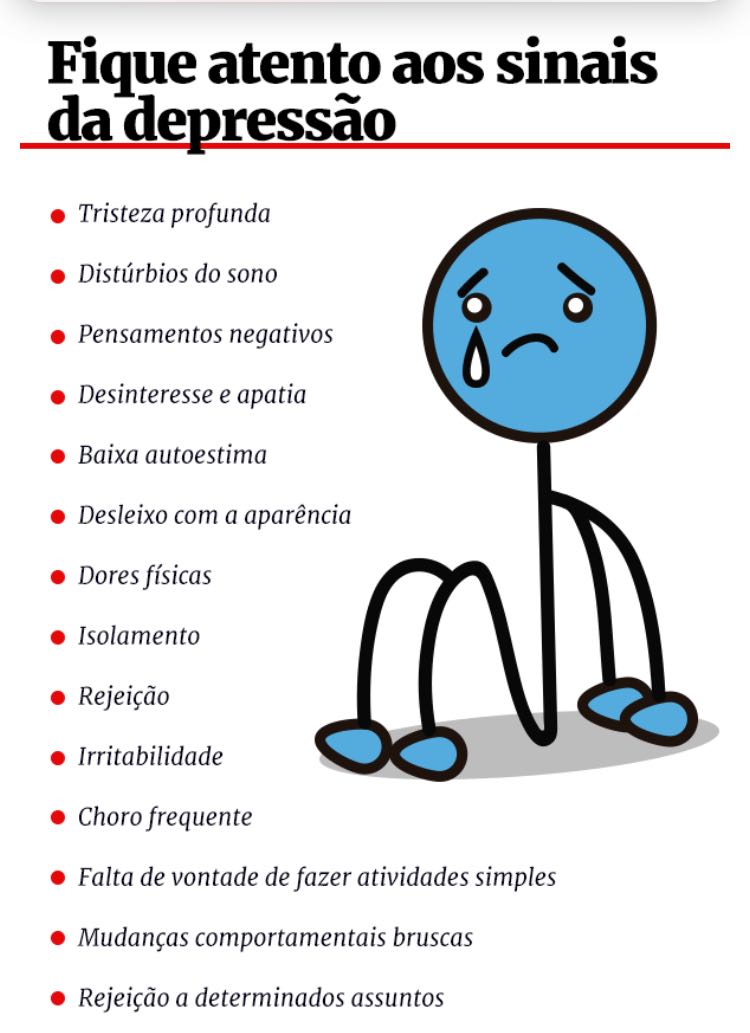 Fique atento aos sinais
da depressão
Tristeza profunda
Distúrbios do sono
Pensamentos negativos
Desinteresse e apatia
Baixa autoestima
Desleixo com a aparência
Dores físicas
Isolamento
Rejeição
Irritabilidade
Choro frequente
Falta de vontade de fazer atividades simples
Mudanças comportamentais bruscas
Rejeição a determinados assuntos